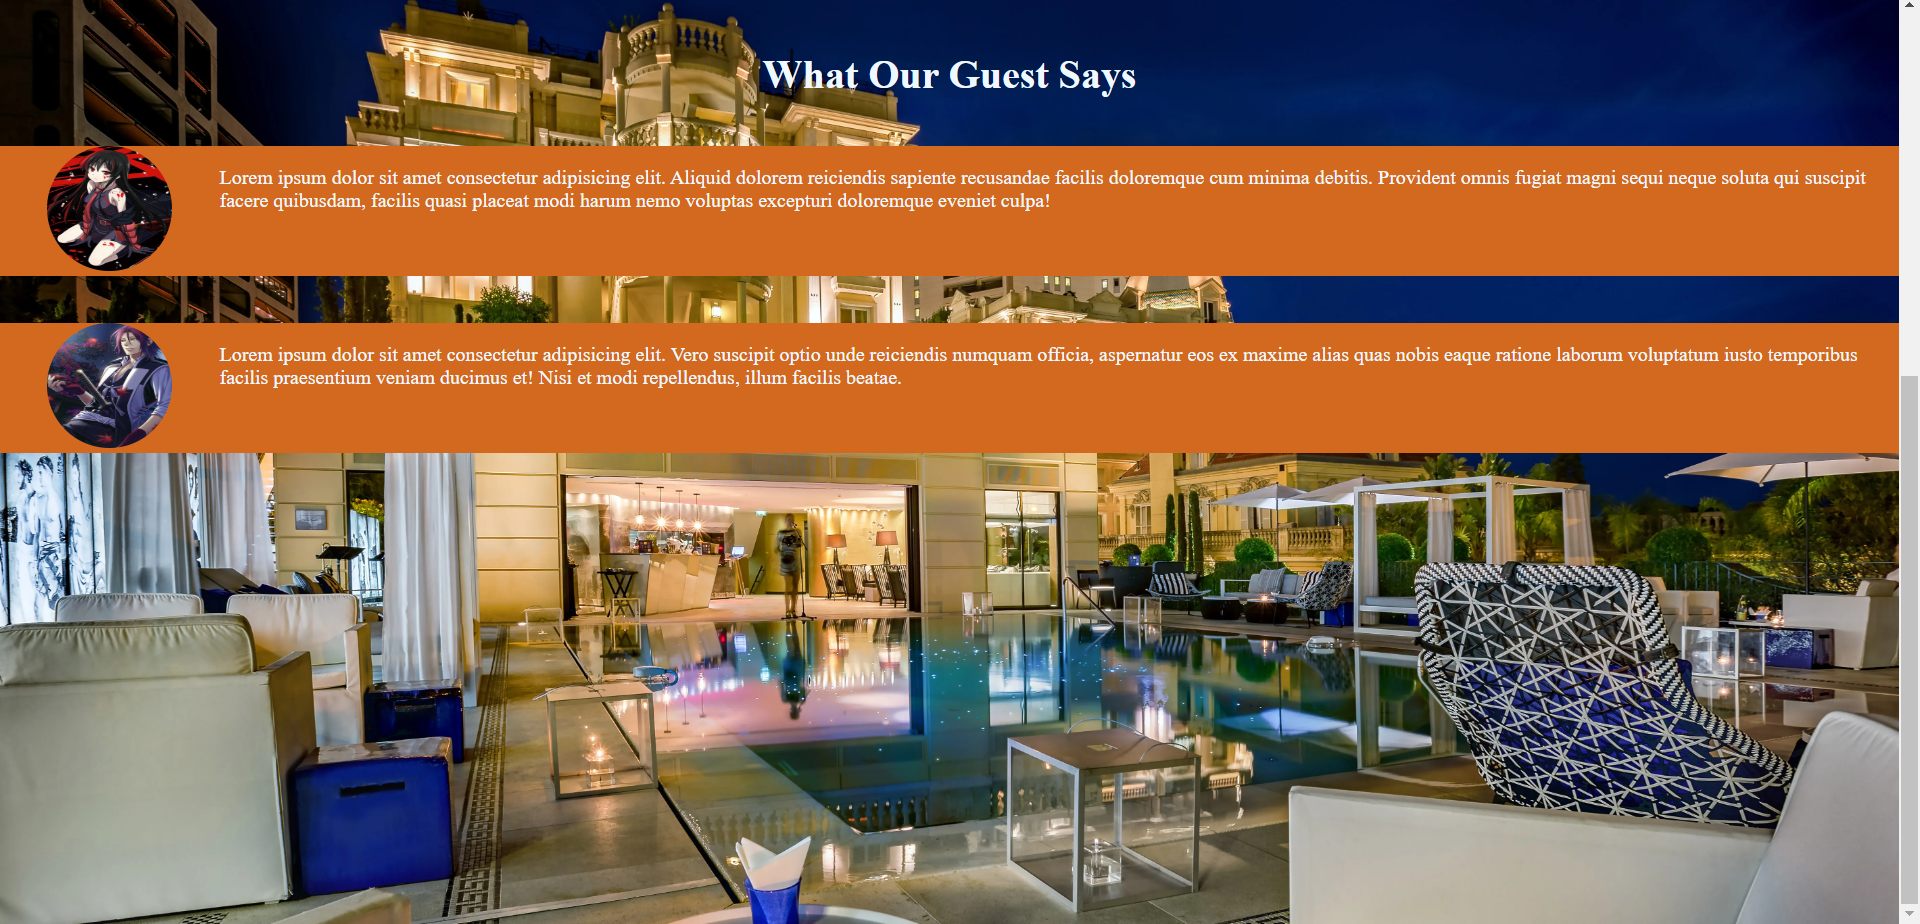 What Our Guest Says
Lorem ipsum dolor sit amet consectetur adipisicing elit. Aliquid dolorem reiciendis sapiente recusandae facilis doloremque cum minima debitis. Provident omnis fugiat magni sequi neque soluta qui suscipit
facere quibusdam, facilis quasi placeat modi harum nemo voluptas excepturi doloremque eveniet culpa!
Lorem ipsum dolor sit amet consectetur adipisicing elit. Vero suscipit optio unde reiciendis numquam officia, aspernatur eos ex maxime alias quas nobis eaque ratione laborum voluptatum iusto temporibus
facilis praesentium veniam ducimus et! Nisi et modi repellendus, illum facilis beatae.